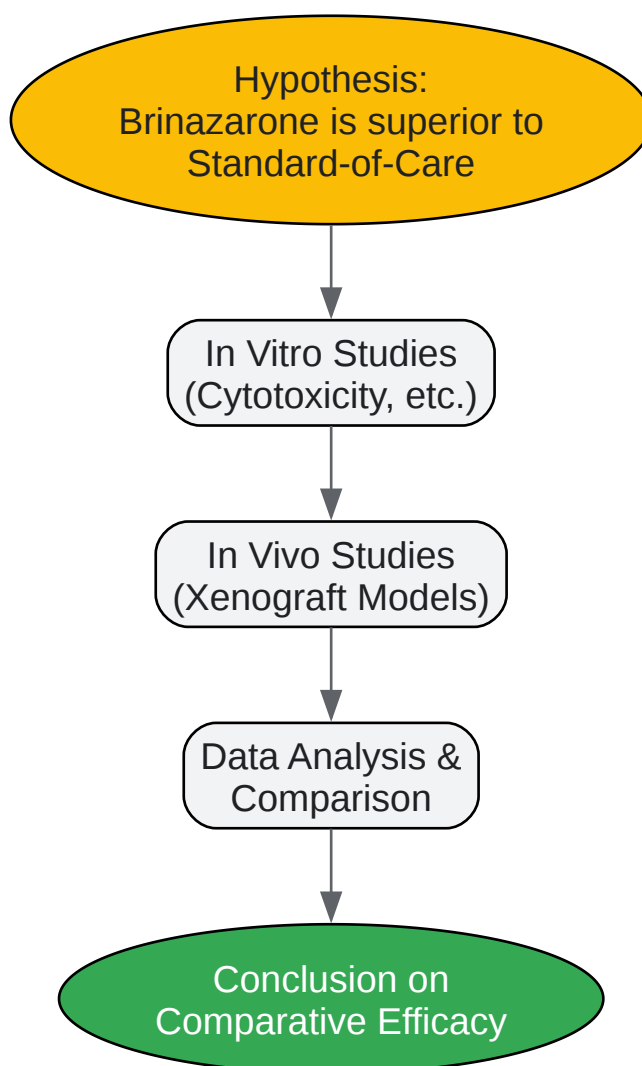 Hypothesis:
Brinazarone is superior to
Standard-of-Care
In Vitro Studies
(Cytotoxicity, etc.)
In Vivo Studies
(Xenograft Models)
Data Analysis &
Comparison
Conclusion on
Comparative Efficacy